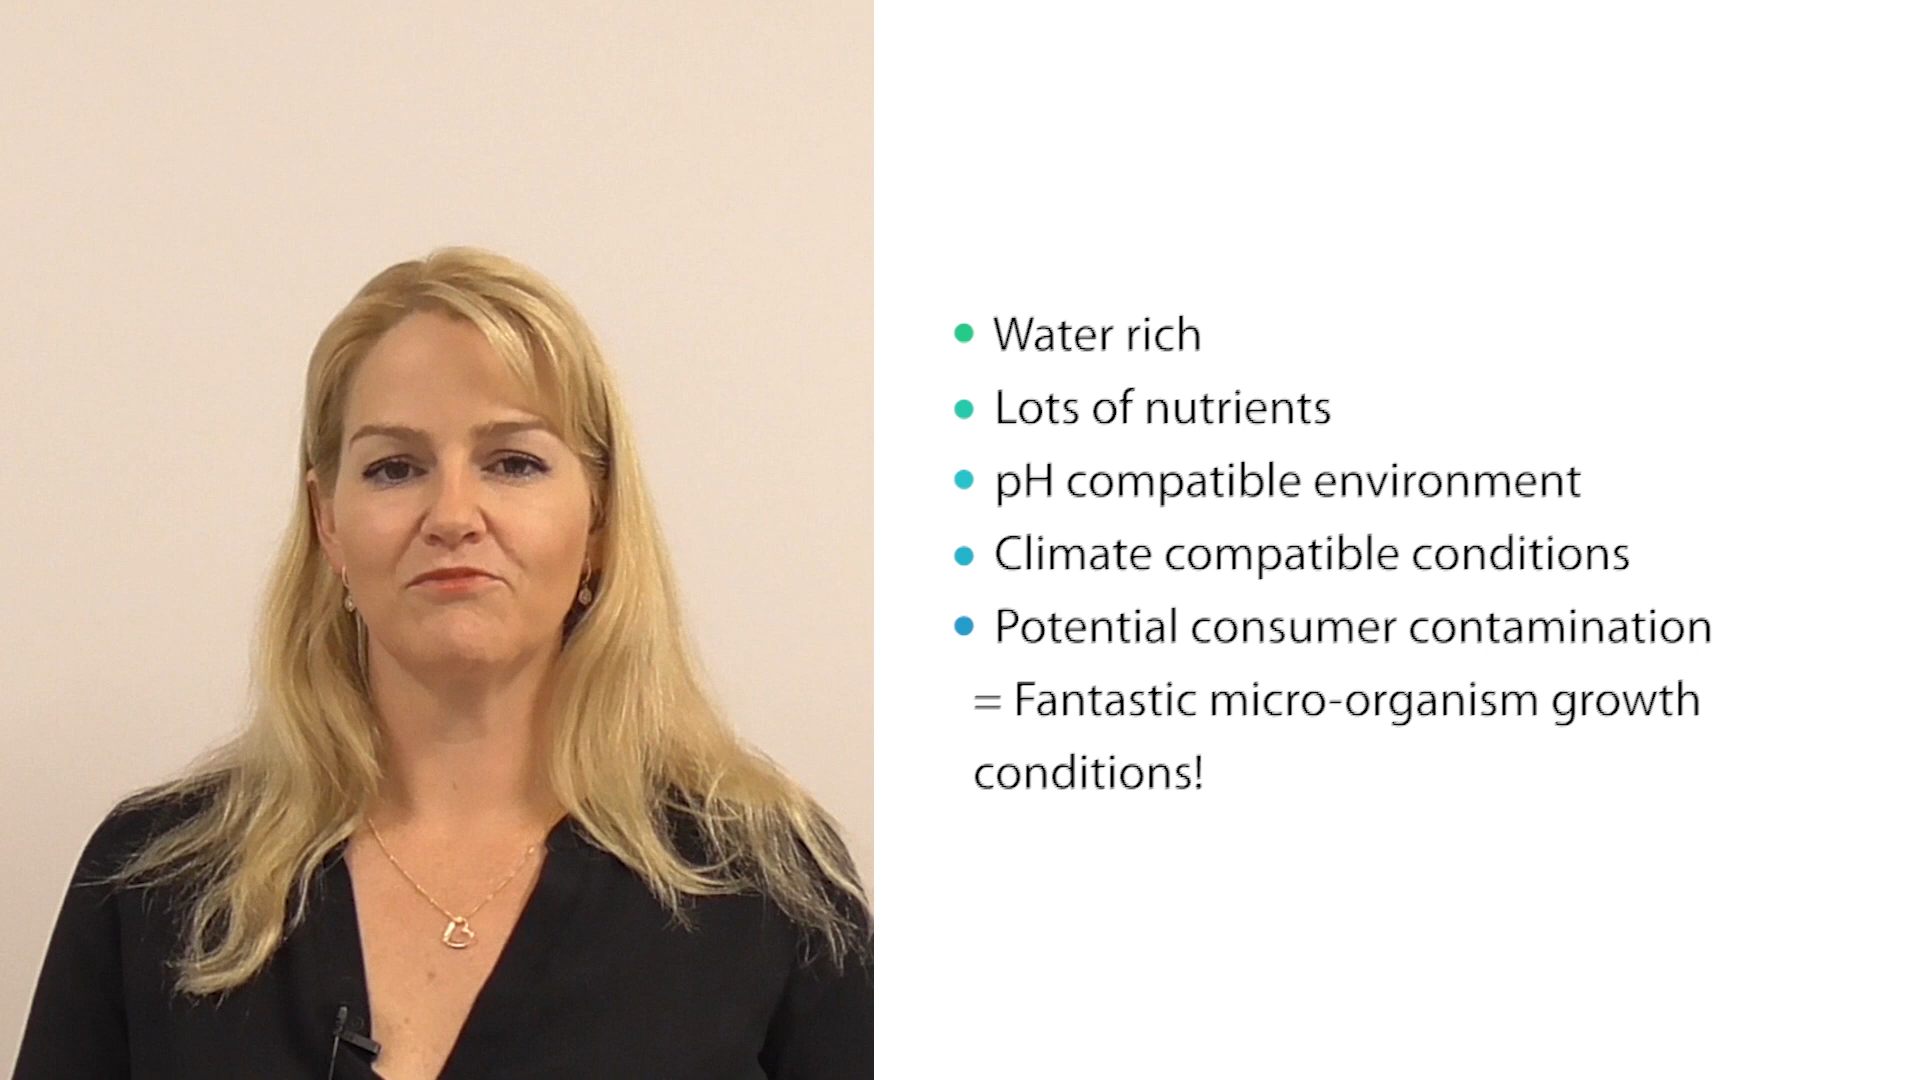 Water rich
Lots of nutrients
pH compatible environment
Climate compatible conditions
Potential consumer contamination
= Fantastic micro-organism growth
conditions!